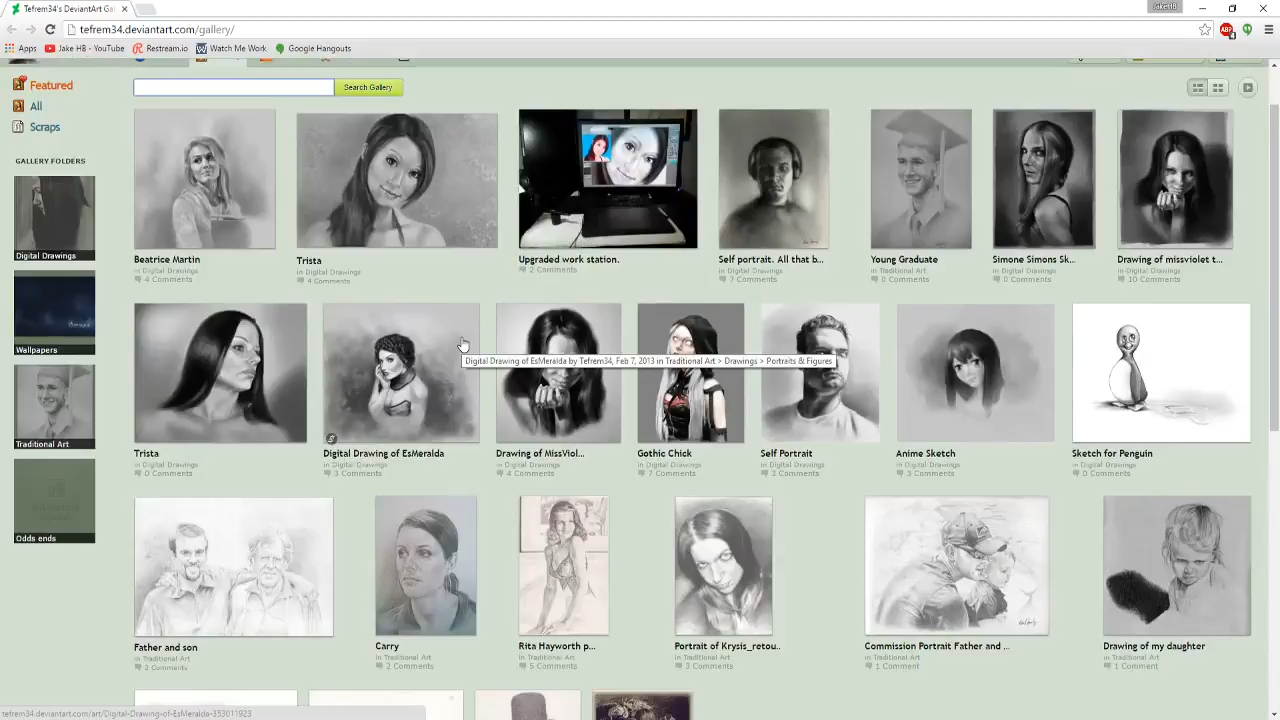 Tefrem34's DeviantArt Gal
JakeHB
tefrem34.deviantart.com/gallery/
Apps
Jake HB - YouTube
Restream.io
Watch Me Work
Google Hangouts
Featured
All
Scraps
Search Gallery
GALLERY FOLDERS
Digital Drawings
Wallpapers
Traditional Art
Odds ends
Beatrice Martin
in Digital Drawings
4 Comments
Trista
in Digital Drawings
4 Comments
Upgraded work station.
2 Comments
Self portrait. All that b...
in Digital Drawings
7 Comments
Young Graduate
in Traditional Art
0 Comments
Simone Simons Sk...
in Digital Drawings
0 Comments
Drawing of missviolet t...
in Digital Drawings
10 Comments
Digital Drawing of EsMeralda by Tefrem34, Feb 7, 2013 in Traditional Art > Drawings > Portraits & Figures
Trista
in Digital Drawings
0 Comments
Digital Drawing of EsMeralda
in Digital Drawings
3 Comments
Drawing of MissViol...
in Digital Drawings
4 Comments
Gothic Chick
in Digital Drawings
7 Comments
Self Portrait
in Digital Drawings
3 Comments
Anime Sketch
in Digital Drawings
3 Comments
Sketch for Penguin
in Digital Drawings
0 Comments
Father and son
in Traditional Art
2 Comments
Carry
in Traditional Art
2 Comments
Rita Hayworth p...
in Traditional Art
5 Comments
Portrait of Krysis_retou..
in Traditional Art
3 Comments
Commission Portrait Father and ...
in Traditional Art
1 Comment
Drawing of my daughter
in Traditional Art
1 Comment
tefrem34.deviantart.com/art/Digital-Drawing-of-EsMeralda-353011923